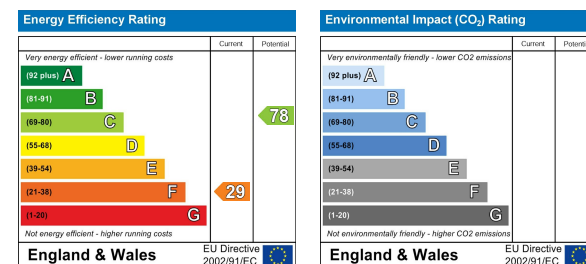 Energy Efficiency Rating
Current Potential
Very energy efficient - lower running costs
(92 plus) A
(81-91) B
(69-80) C
78
(55-68) D
(39-54) E
(21-38) F
29
(1-20) G
Not energy efficient - higher running costs
England & Wales
EU Directive
2002/91/EC
Environmental Impact (CO₂) Rating
Current Potenti
Very environmentally friendly - lower CO2 emissions
(92 plus) A
(81-91) B
(69-80) C
(55-68) D
(39-54) E
(21-38) F
(1-20) G
Not environmentally friendly - higher CO2 emissions
England & Wales
EU Directive
2002/91/EC